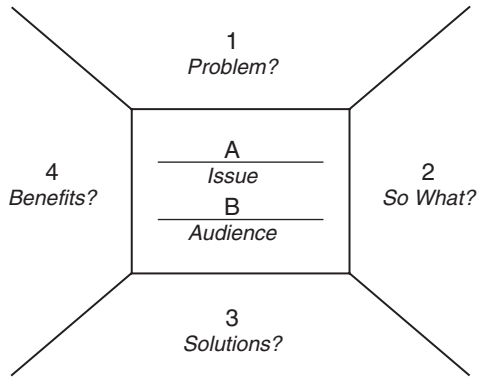 1
Problem?
A
Issue
4
Benefits?
2
So What?
B
Audience
3
Solutions?